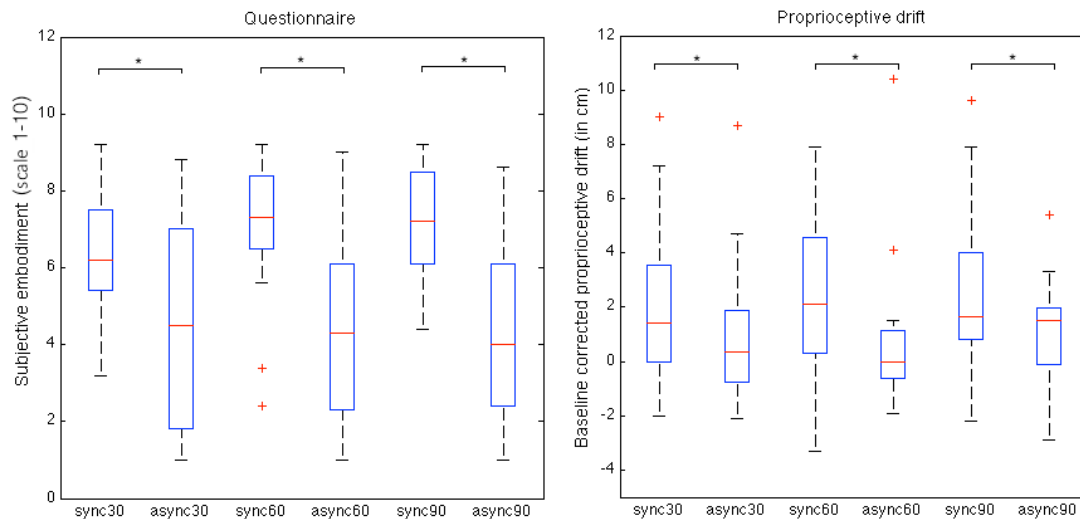 Questionnaire
Subjective embodiment (scale 1-10)
12
10
8
6
4
2
0
* * *
sync30 async30 sync60 async60 sync90 async90
Proprioceptive drift
Baseline corrected proprioceptive drift (in cm)
12
10
8
6
4
2
0
-2
-4
* * *
sync30 async30 sync60 async60 sync90 async90